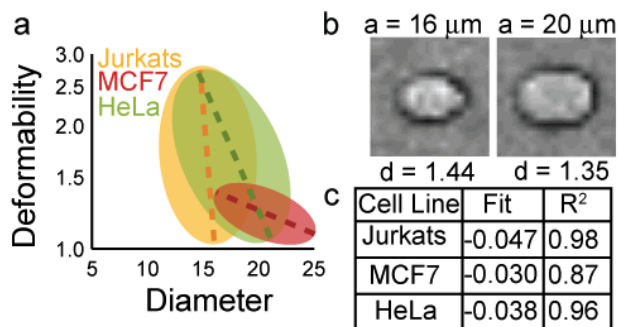 a
Jurkats
MCF7
HeLa
Deformability
3.0
2.5
2.0
1.5
1.0
5 10 15 20 25
Diameter
b
a = 16 μm a = 20 μm
d = 1.44 d = 1.35
c
Cell Line Fit R²
Jurkats -0.047 0.98
MCF7 -0.030 0.87
HeLa -0.038 0.96